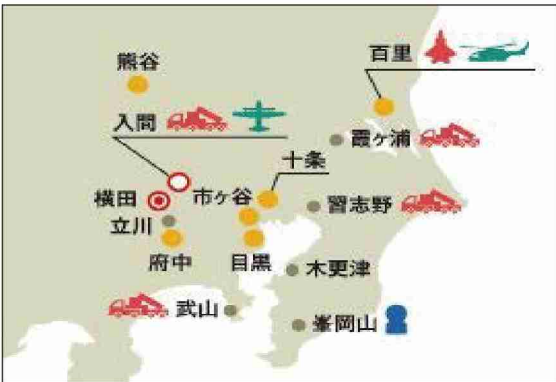 百里
熊谷
入間
霞ヶ浦
十条
横田
市ヶ谷
習志野
立川
府中
目黒
木更津
武山
峯岡山